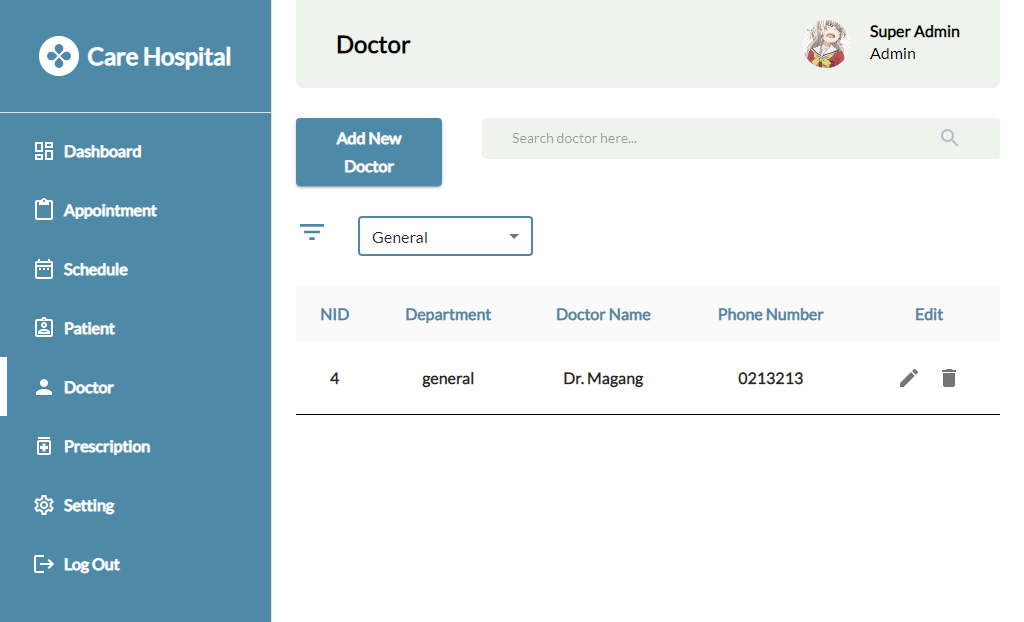 Care Hospital
Dashboard
Appointment
Schedule
Patient
Doctor
Prescription
Setting
Log Out
Doctor
Super Admin
Admin
Add New
Doctor
Search doctor here...
General
NID Department Doctor Name Phone Number Edit
4 general Dr. Magang 0213213